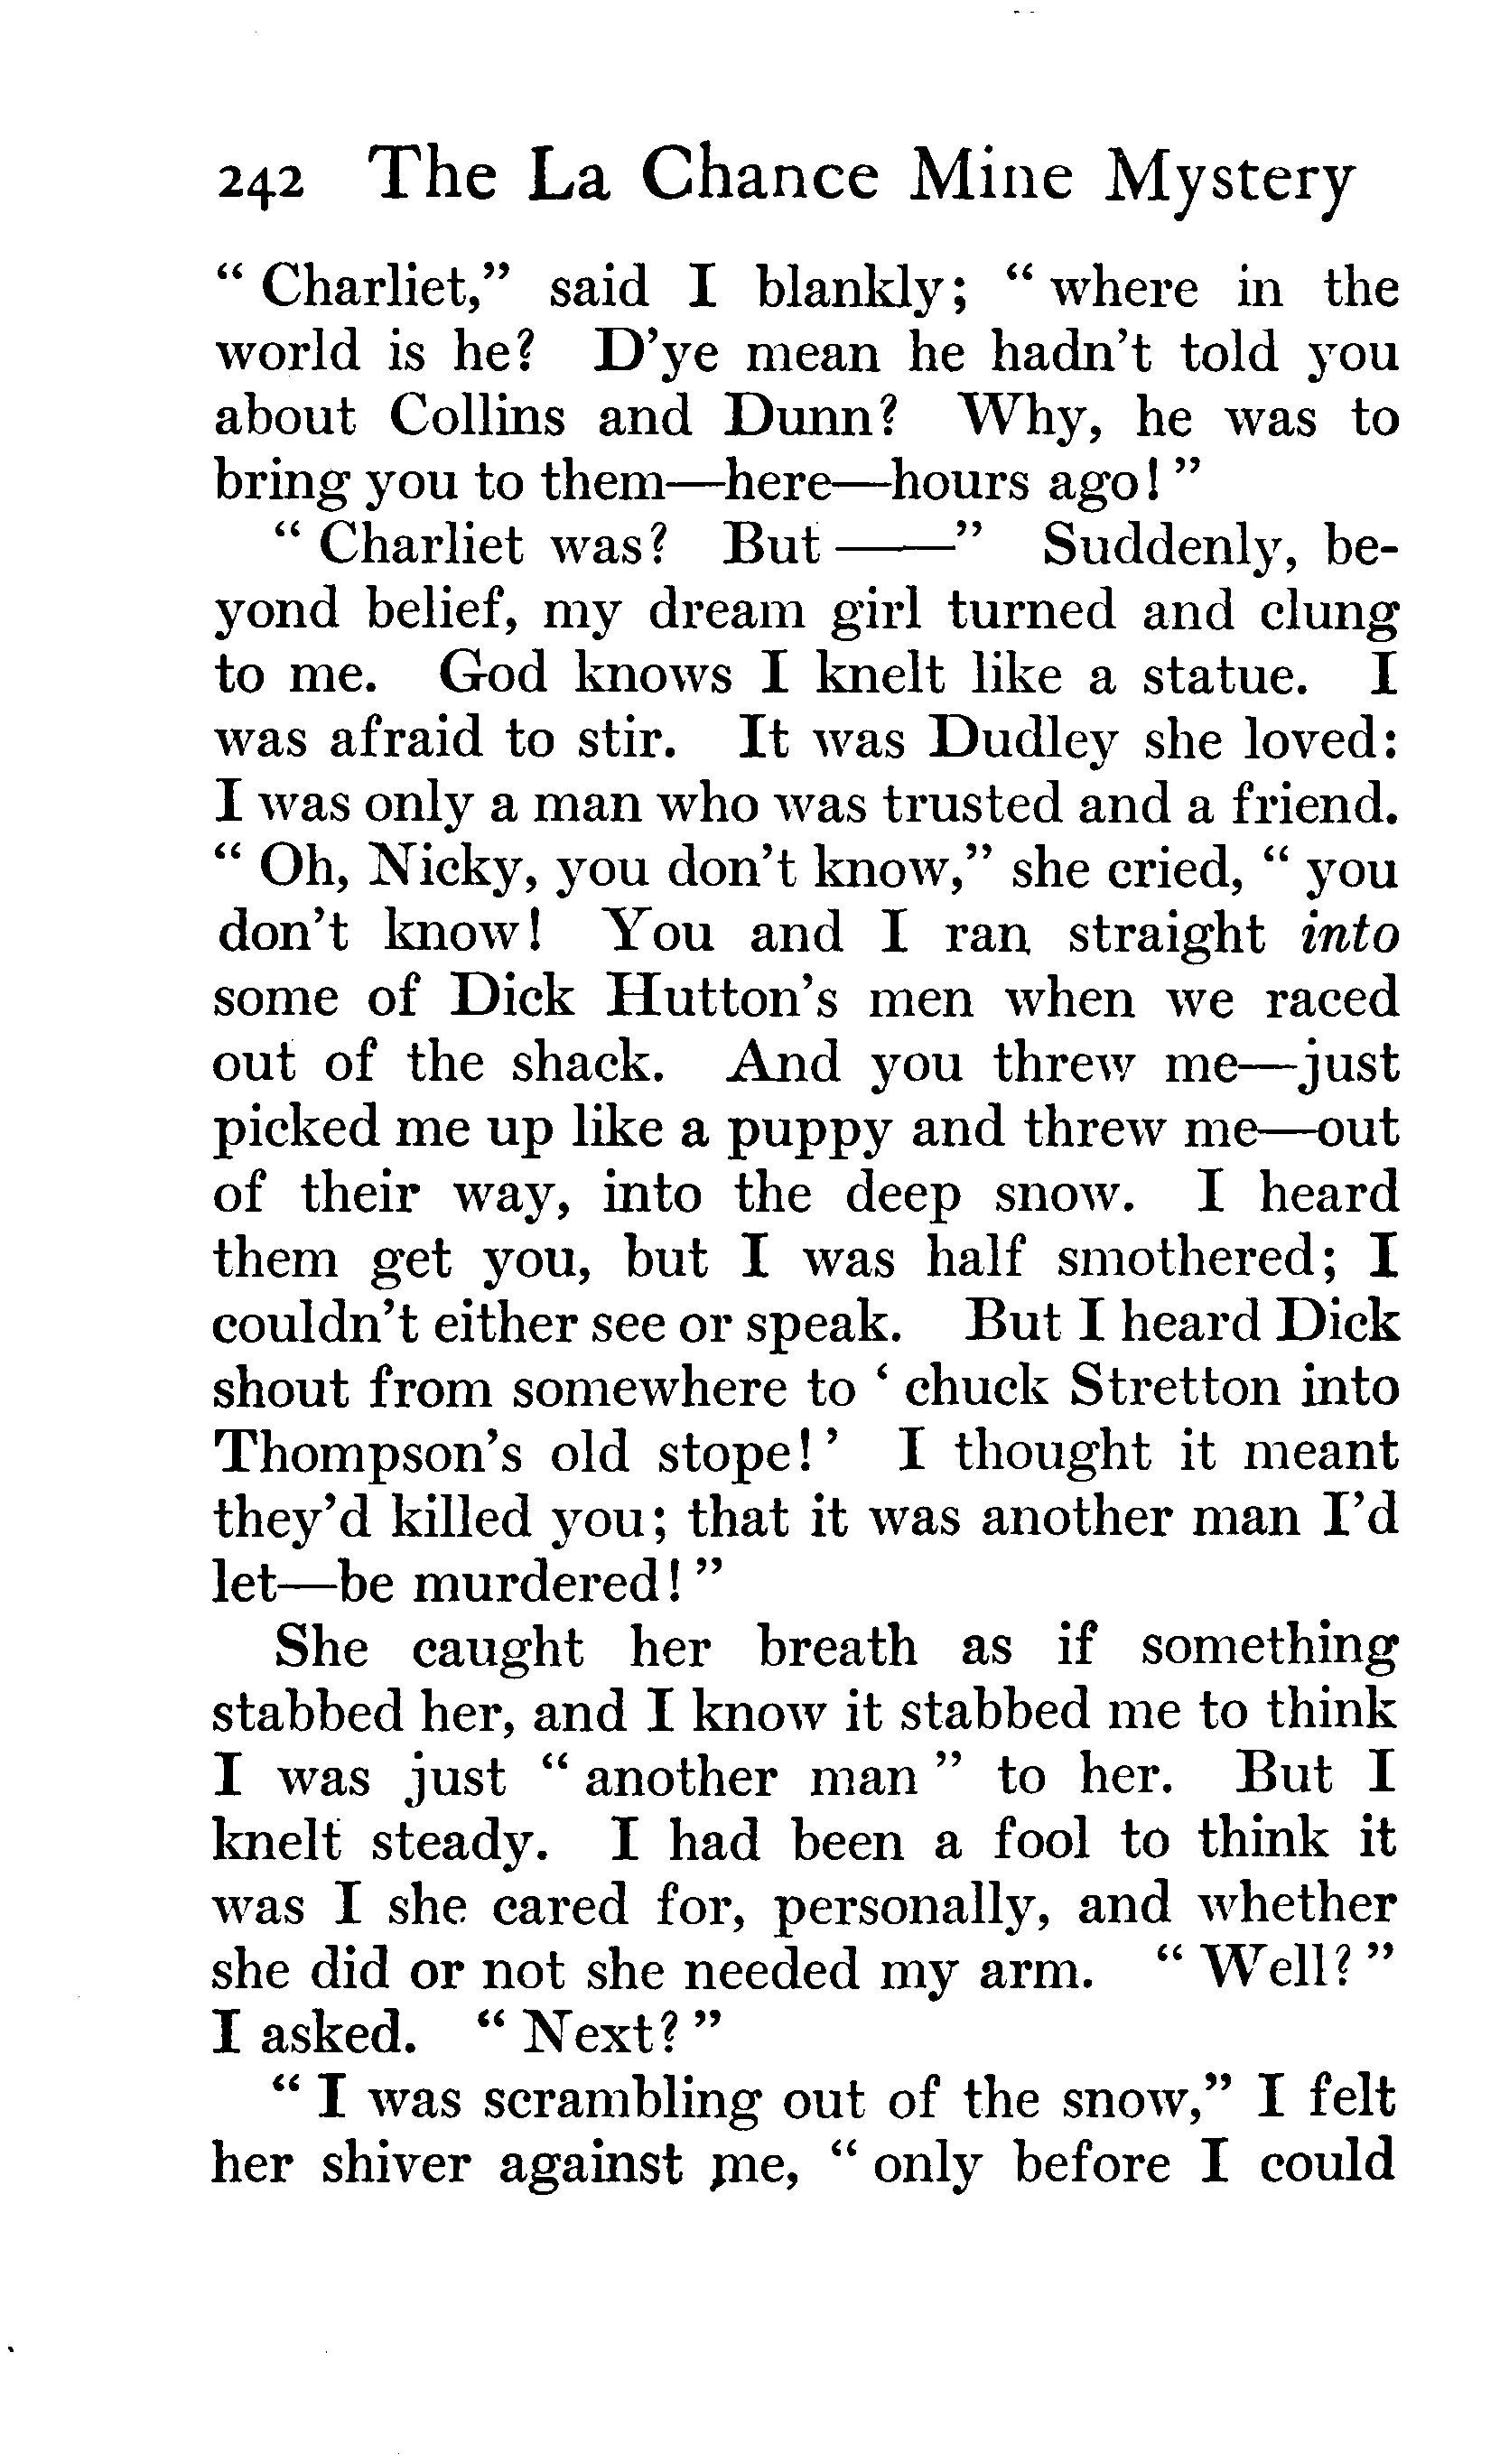 242 The La Chance Mine Mystery
“ Charliet,” said I blankly; “ where in the
world is he? D’ye mean he hadn’t told you
about Collins and Dunn? Why, he was to
bring you to them—here—hours ago! ”
“ Charliet was? But ——” Suddenly, be-
yond belief, my dream girl turned and clung
to me. God knows I knelt like a statue. I
was afraid to stir. It was Dudley she loved:
I was only a man who was trusted and a friend.
“ Oh, Nicky, you don’t know,” she cried, “ you
don’t know! You and I ran straight into
some of Dick Hutton’s men when we raced
out of the shack. And you threw me—just
picked me up like a puppy and threw me—out
of their way, into the deep snow. I heard
them get you, but I was half smothered; I
couldn’t either see or speak. But I heard Dick
shout from somewhere to ‘ chuck Stretton into
Thompson’s old stope! ’ I thought it meant
they’d killed you; that it was another man I’d
let—be murdered! ”
She caught her breath as if something
stabbed her, and I know it stabbed me to think
I was just “ another man ” to her. But I
knelt steady. I had been a fool to think it
was I she cared for, personally, and whether
she did or not she needed my arm. “ Well? ”
I asked. “ Next? ”
“ I was scrambling out of the snow,” I felt
her shiver against me, “ only before I could